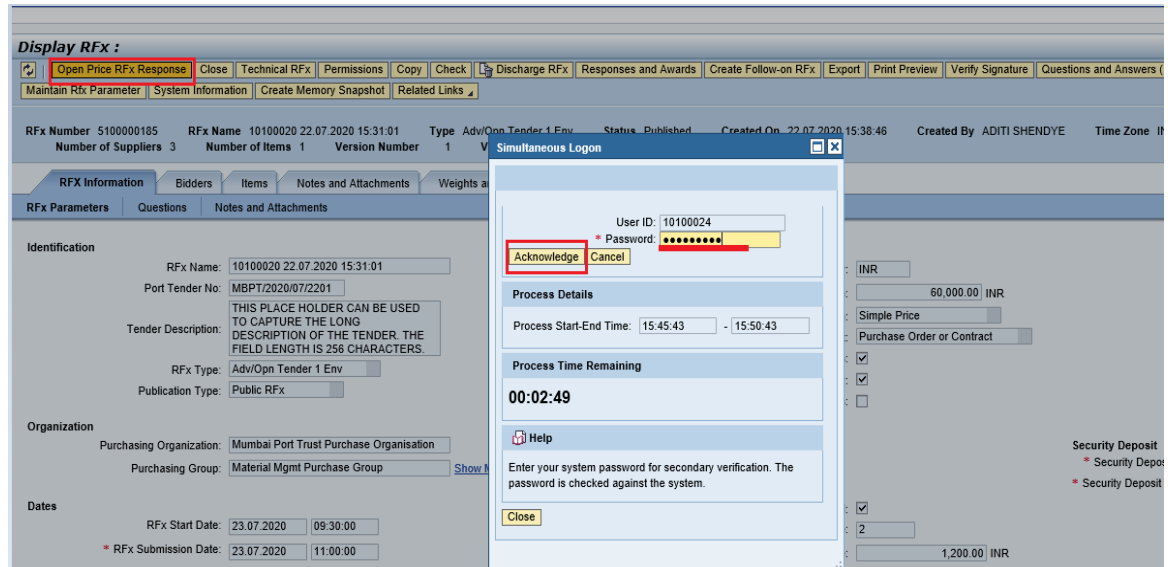 Display RFx :
Open Price RFx Response Close Technical RFx Permissions Copy Check Discharge RFx Responses and Awards Create Follow-on RFx Export Print Preview Verify Signature Questions and Answers (
Maintain Rfx Parameter System Information Create Memory Snapshot Related Links
RFx Number 5100000185 RFx Name 10100020 22.07.2020 15:31:01 Type Adv/Opn Tender 1 Env Status Published Created On 22.07.2020 15:38:46 Created By ADITI SHENDYE Time Zone IN
Number of Suppliers 3 Number of Items 1 Version Number 1 V
Simultaneous Logon
RFX Information Bidders Items Notes and Attachments Weights a
RFx Parameters Questions Notes and Attachments
User ID: 10100024
* Password:
Acknowledge Cancel
Process Details
Process Start-End Time: 15:45:43 - 15:50:43
Process Time Remaining
00:02:49
Help
Enter your system password for secondary verification. The
password is checked against the system.
Close
Identification
RFx Name: 10100020 22.07.2020 15:31:01
Port Tender No: MBPT/2020/07/2201
Tender Description: THIS PLACE HOLDER CAN BE USED
TO CAPTURE THE LONG
DESCRIPTION OF THE TENDER. THE
FIELD LENGTH IS 256 CHARACTERS.
RFx Type: Adv/Opn Tender 1 Env
Publication Type: Public RFx
Organization
Purchasing Organization: Mumbai Port Trust Purchase Organisation
Purchasing Group: Material Mgmt Purchase Group Show M
Dates
RFx Start Date: 23.07.2020 09:30:00
* RFx Submission Date: 23.07.2020 11:00:00
: INR
: 60,000.00 INR
: Simple Price
: Purchase Order or Contract
Security Deposit
* Security Depos
* Security Deposit
: 2
: 1,200.00 INR